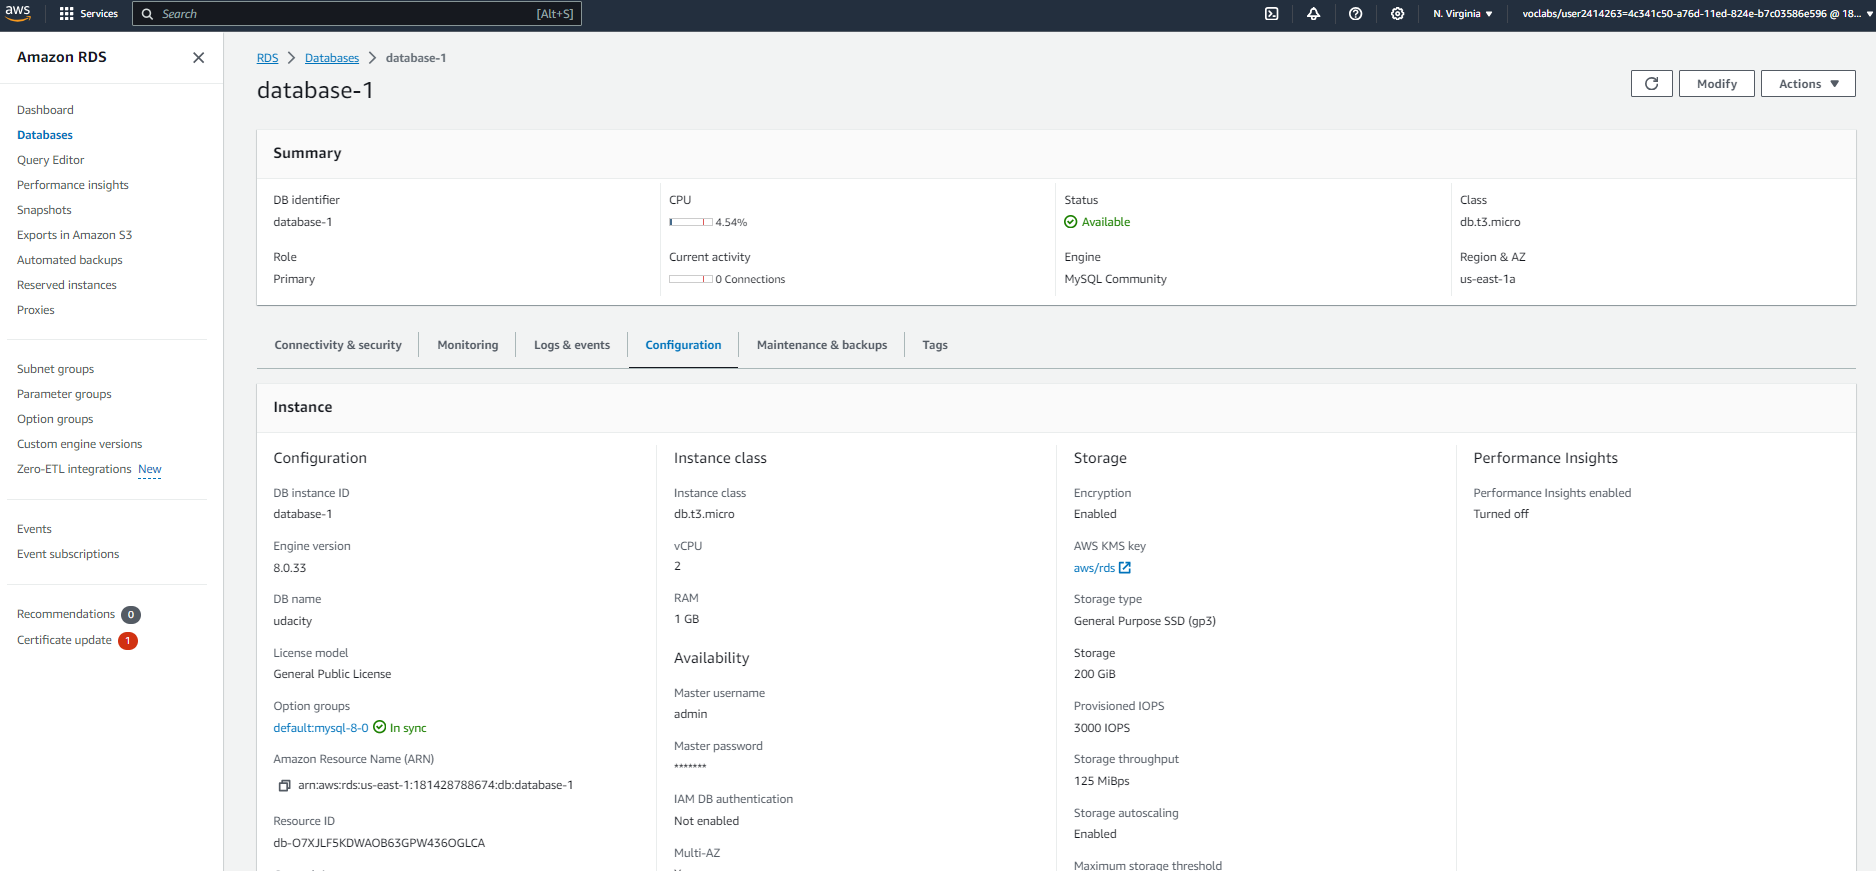 aws
Services
Search
[Alt+S]
N. Virginia
voclabs/user2414263=4c341c50-a76d-11ed-824e-b7c03586e596 @ 18...
Amazon RDS
Dashboard
Databases
Query Editor
Performance insights
Snapshots
Exports in Amazon S3
Automated backups
Reserved instances
Proxies
Subnet groups
Parameter groups
Option groups
Custom engine versions
Zero-ETL integrations New
Events
Event subscriptions
Recommendations 0
Certificate update 1
RDS > Databases > database-1
database-1
Modify
Actions
Summary
DB identifier
database-1
Role
Primary
CPU
4.54%
Current activity
0 Connections
Status
Available
Engine
MySQL Community
Class
db.t3.micro
Region & AZ
us-east-1a
Connectivity & security
Monitoring
Logs & events
Configuration
Maintenance & backups
Tags
Instance
Configuration
DB instance ID
database-1
Engine version
8.0.33
DB name
udacity
License model
General Public License
Option groups
default:mysql-8-0 In sync
Amazon Resource Name (ARN)
arn:aws:rds:us-east-1:181428788674:db:database-1
Resource ID
db-O7XJLF5KDWAOB63GPW436OGLCA
Instance class
Instance class
db.t3.micro
vCPU
2
RAM
1 GB
Availability
Master username
admin
Master password
*******
IAM DB authentication
Not enabled
Multi-AZ
Storage
Encryption
Enabled
AWS KMS key
aws/rds
Storage type
General Purpose SSD (gp3)
Storage
200 GiB
Provisioned IOPS
3000 IOPS
Storage throughput
125 MiBps
Storage autoscaling
Enabled
Maximum storage threshold
Performance Insights
Performance Insights enabled
Turned off